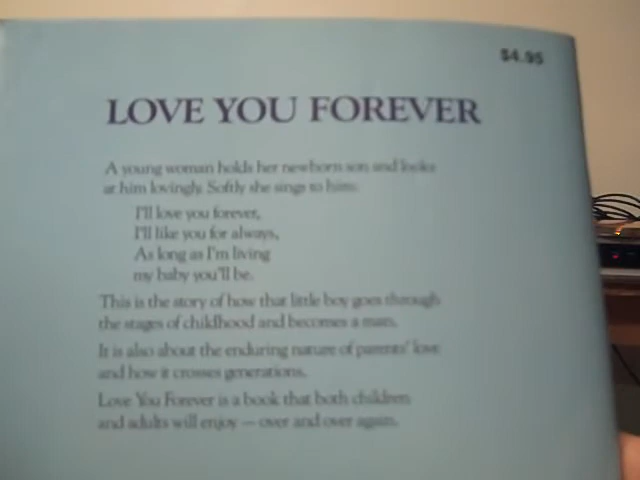 $4.95
LOVE YOU FOREVER
A young woman holds her newborn son and looks
at him lovingly. Softly she sings to him:
I'll love you forever,
I'll like you for always,
As long as I'm living
my baby you'll be.
This is the story of how that little boy goes through
the stages of childhood and becomes a man.
It is also about the enduring nature of parents' love
and how it crosses generations.
Love You Forever is a book that both children
and adults will enjoy — over and over again.